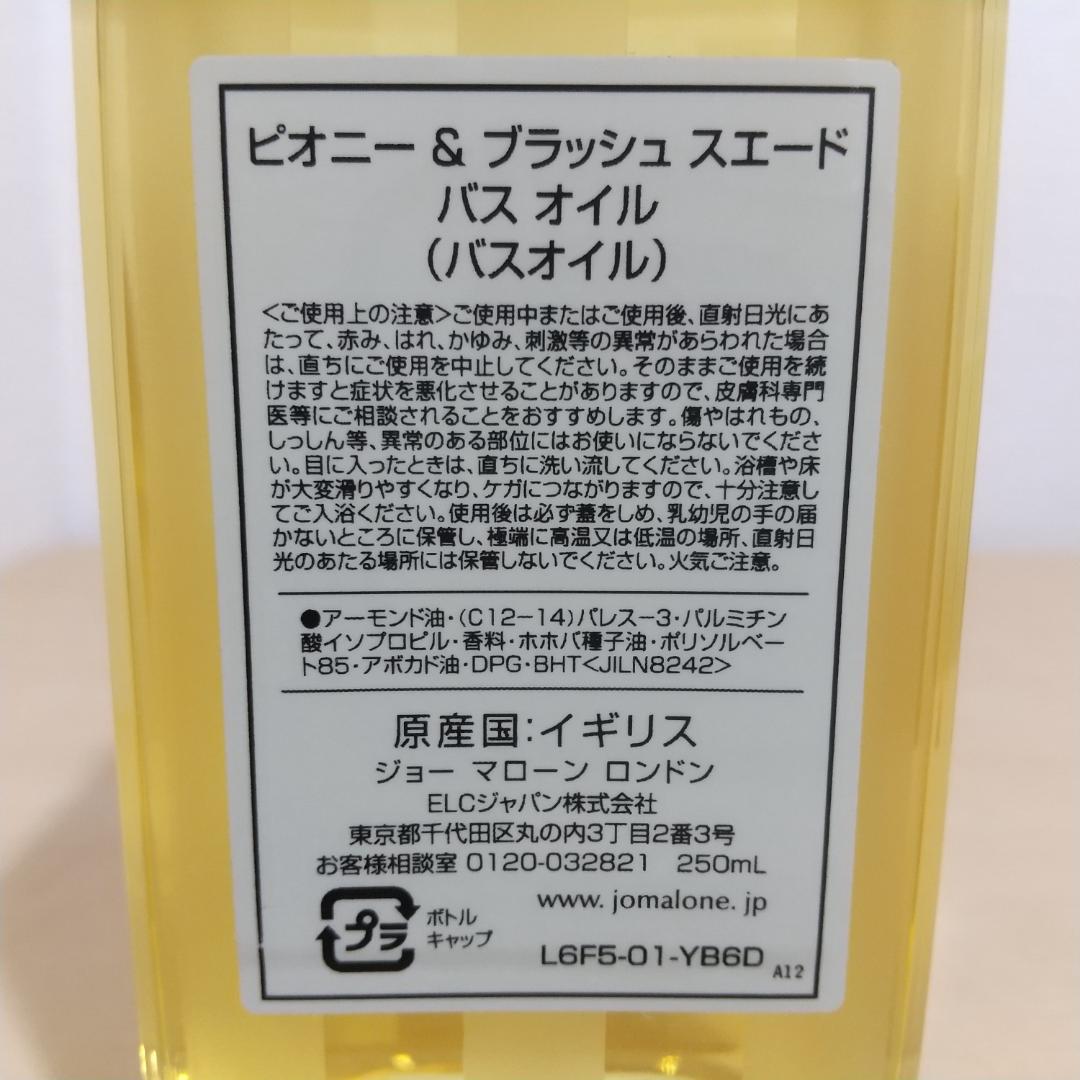 ピオニー & ブラッシュ スエード
バス オイル
（バスオイル）
<ご使用上の注意>ご使用中またはご使用後、直射日光にあ
たって、赤み、はれ、かゆみ、刺激等の異常があらわれた場合
は、直ちにご使用を中止してください。そのままご使用を続
けますと症状を悪化させることがありますので、皮膚科専門
医等にご相談されることをおすすめします。傷やはれもの、
しっしん等、異常のある部位にはお使いにならないでくださ
い。目に入ったときは、直ちに洗い流してください。浴槽や床
が大変滑りやすくなり、ケガにつながりますので、十分注意し
てご入浴ください。使用後は必ず蓋をしめ、乳幼児の手の届
かないところに保管し、極端に高温又は低温の場所、直射日
光のあたる場所には保管しないでください。火気ご注意。
●アーモンド油・(C12-14)パレス-3・パルミチン
酸イソプロピル・香料・ホホバ種子油・ポリソルベー
ト85・アボカド油・DPG・BHT<JILN8242>
原産国：イギリス
ジョー マローン ロンドン
ELCジャパン株式会社
東京都千代田区丸の内3丁目2番3号
お客様相談室 0120-032821 250mL
www. jomalone. jp
プラ ボトル
キャップ
L6F5-01-YB6D A12